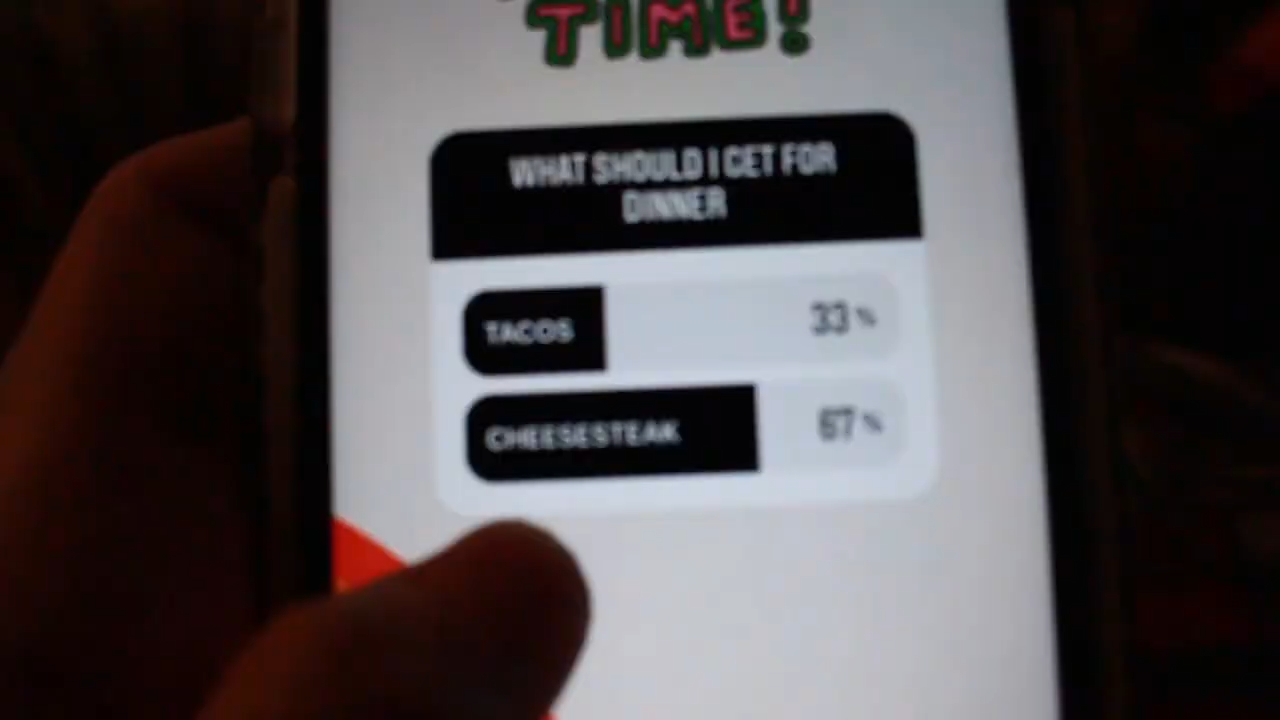 TIME!
WHAT SHOULD I GET FOR
DINNER
TACOS 33%
CHEESESTEAK 67%